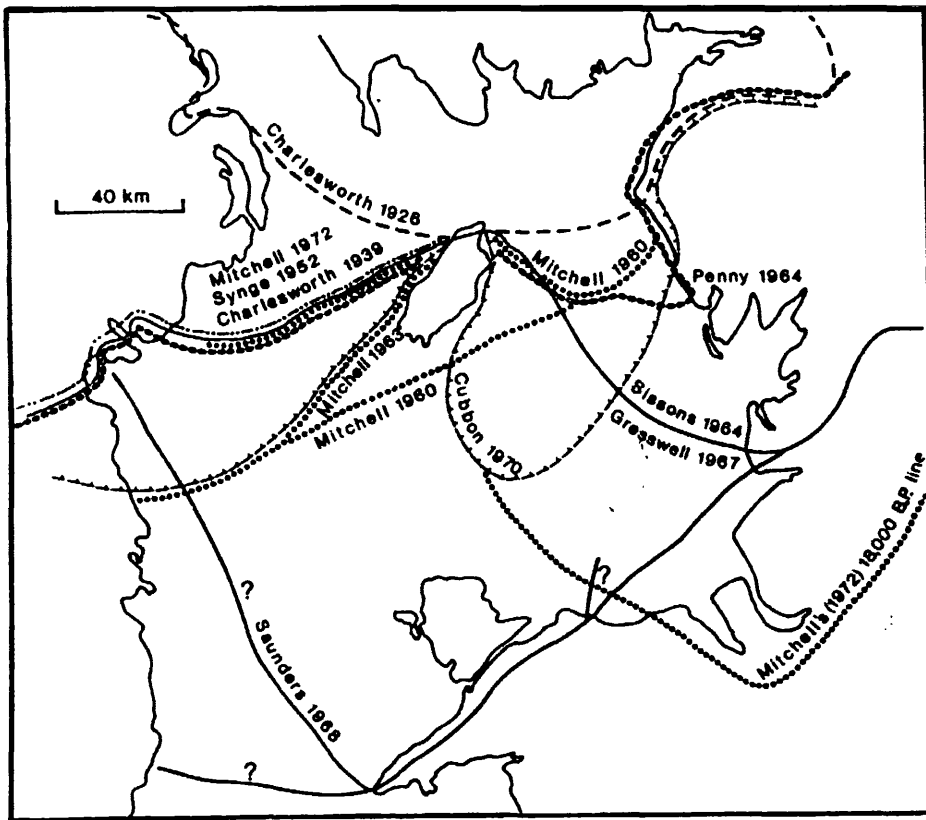 Charlesworth 1926
40 km
Mitchell 1972
Synge 1952
Charlesworth 1939
Mitchell 1960
Penny 1964
Mitchell 1963
Mitchell 1960
Cubbon 1970
Sissons 1964
Gresswell 1967
Mitchell's (1972) 18,000 B.P. line
?
?
Saunders 1968
?